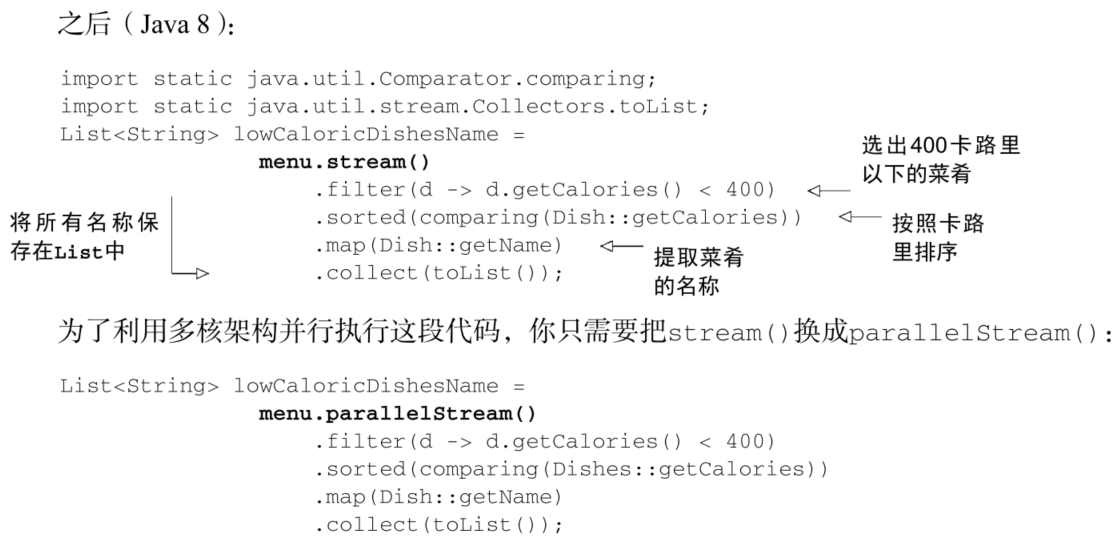 之后（Java 8）：
import static java.util.Comparator.comparing;
import static java.util.stream.Collectors.toList;
List<String> lowCaloricDishesName =
menu.stream()
.filter(d -> d.getCalories() < 400)
选出400卡路里
以下的菜肴
.sorted(comparing(Dish::getCalories))
按照卡路
里排序
.map(Dish::getName)
提取菜肴
的名称
将所有名称保
存在List中
.collect(toList());
为了利用多核架构并行执行这段代码，你只需要把stream()换成parallelStream()：
List<String> lowCaloricDishesName =
menu.parallelStream()
.filter(d -> d.getCalories() < 400)
.sorted(comparing(Dishes::getCalories))
.map(Dish::getName)
.collect(toList());